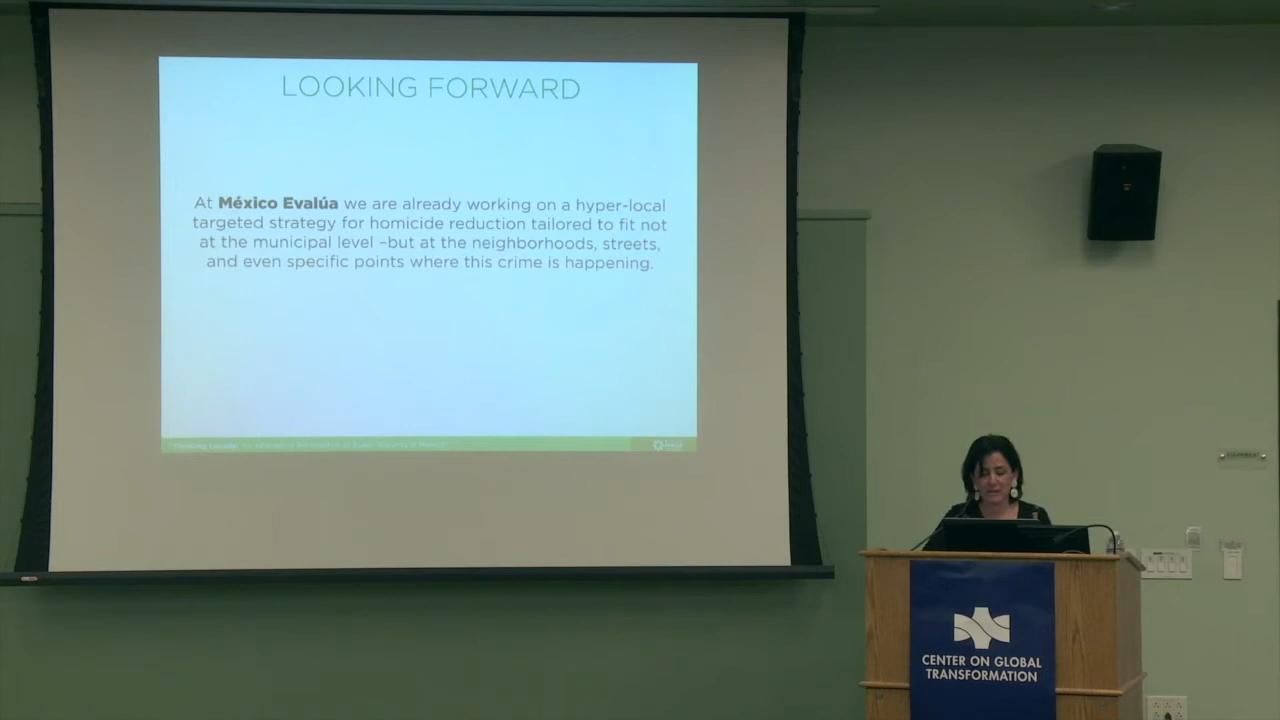 LOOKING FORWARD
At México Evalúa we are already working on a hyper-local
targeted strategy for homicide reduction tailored to fit not
at the municipal level –but at the neighborhoods, streets,
and even specific points where this crime is happening.
CENTER ON GLOBAL
TRANSFORMATION